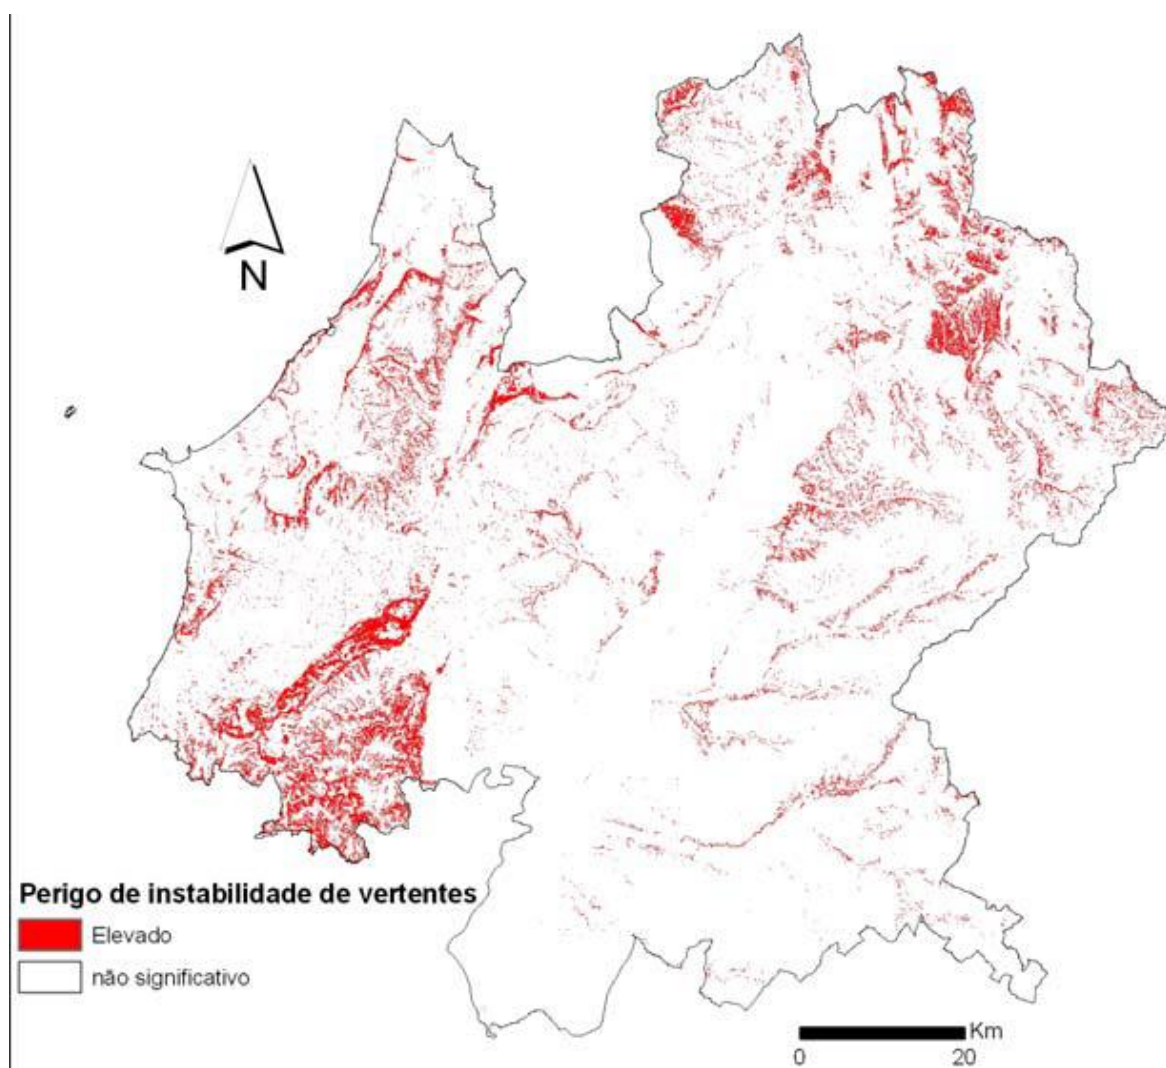 N
Perigo de instabilidade de vertentes
Elevado
não significativo
Km
0 20